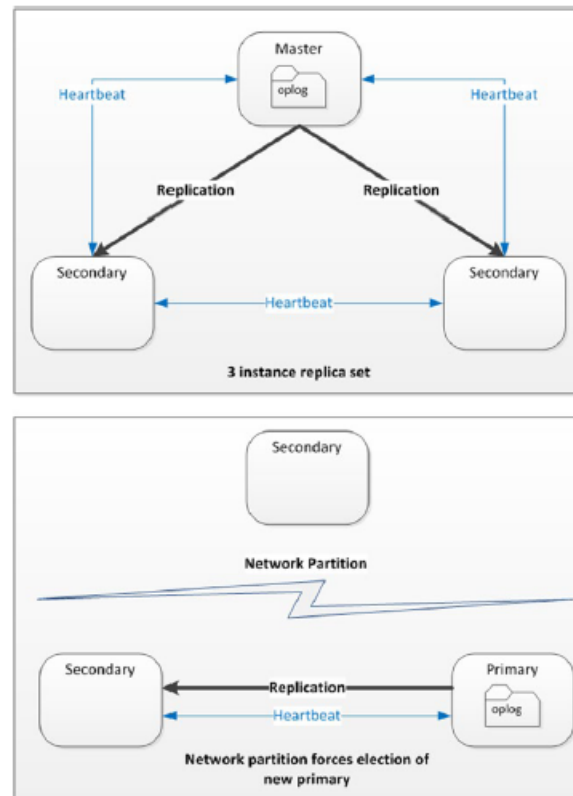 Master
oplog
Heartbeat
Heartbeat
Replication
Replication
Secondary
Secondary
Heartbeat
3 instance replica set
Secondary
Network Partition
Secondary
Primary
Replication
oplog
Heartbeat
Network partition forces election of
new primary